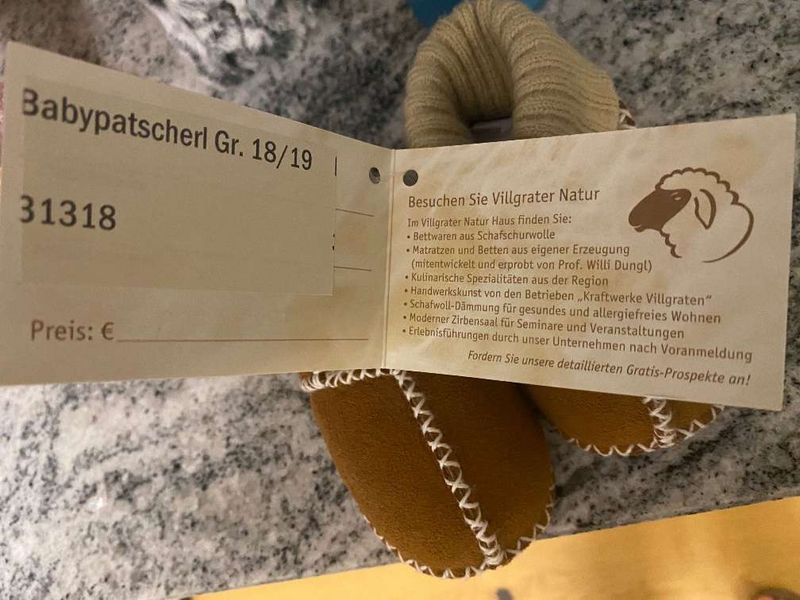 Babypatscherl Gr. 18/19
31318
Preis: €
Besuchen Sie Villgrater Natur
Im Villgrater Natur Haus finden Sie:
• Bettwaren aus Schafschurwolle
• Matratzen und Betten aus eigener Erzeugung
(mitentwickelt und erprobt von Prof. Willi Dungl)
• Kulinarische Spezialitäten aus der Region
• Handwerkskunst von den Betrieben „Kraftwerke Villgraten“
• Schafwoll-Dämmung für gesundes und allergiefreies Wohnen
• Moderner Zirbensaal für Seminare und Veranstaltungen
• Erlebnisführungen durch unser Unternehmen nach Voranmeldung
Fordern Sie unsere detaillierten Gratis-Prospekte an!